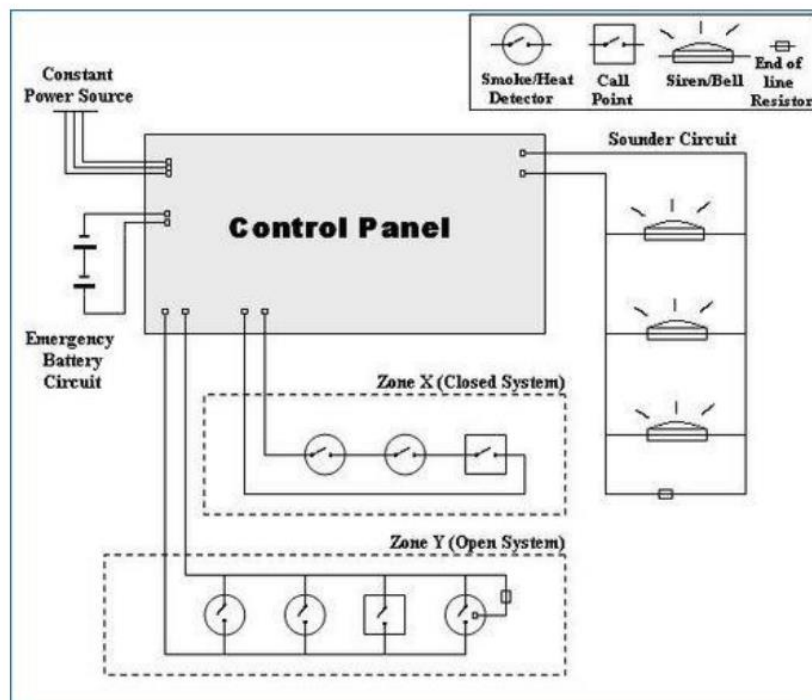 Constant
Power Source
Smoke/Heat
Detector
Call
Point
Siren/Bell
End of
line
Resistor
Sounder Circuit
Control Panel
Emergency
Battery
Circuit
Zone X (Closed System)
Zone Y (Open System)